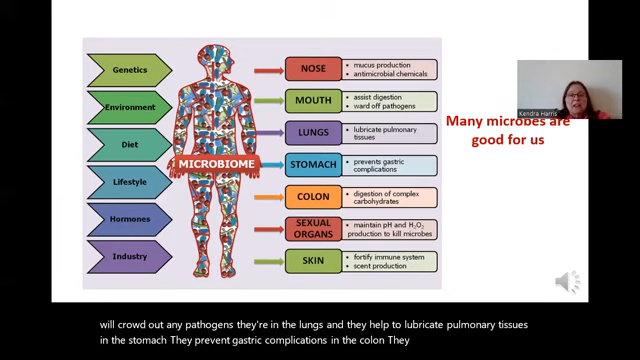 Genetics
Environment
Diet
Lifestyle
Hormones
Industry
MICROBIOME
NOSE
• mucus production
• antimicrobial chemicals
MOUTH
• assist digestion
• ward off pathogens
LUNGS
• lubricate pulmonary
tissues
STOMACH
• prevents gastric
complications
COLON
• digestion of complex
carbohydrates
SEXUAL
ORGANS
• maintain pH and H₂O₂
production to kill microbes
SKIN
• fortify immune system
• scent production
Kendra Harris
Many microbes are
good for us
will crowd out any pathogens they're in the lungs and they help to lubricate pulmonary tissues
in the stomach They prevent gastric complications in the colon They